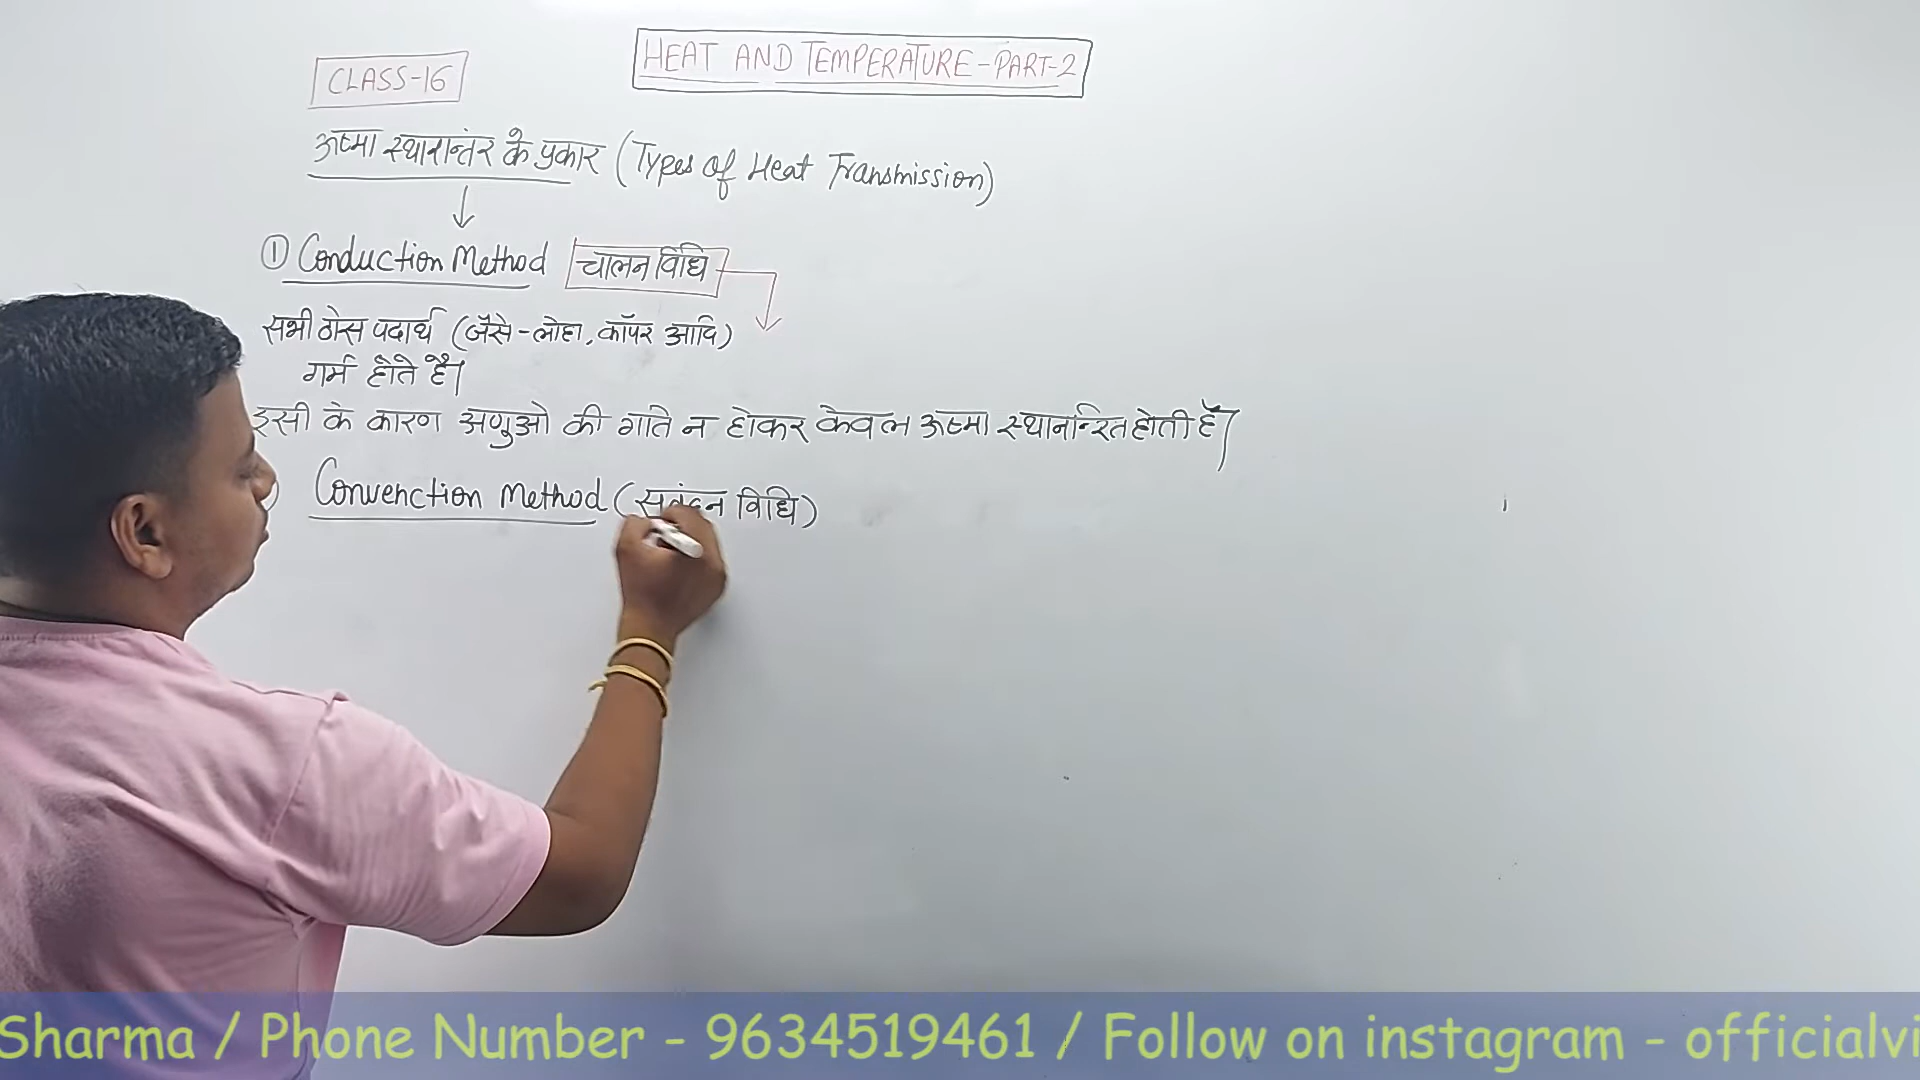 HEAT AND TEMPERATURE-PART-2
CLASS-16
ऊष्मा स्थानान्तंर के प्रकार (Types of Heat Transmission)
① Conduction Method चालन विधि
सभी ठोस पदार्थ (जैसे-लोहा, कॉपर आदि)
गर्म होते है।
इसी के कारण अणुओ की गति न होकर केवल ऊष्मा स्थानान्रित होती है।
Convenction Method ( विधि)
Sharma / Phone Number - 9634519461 / Follow on instagram - officialvi